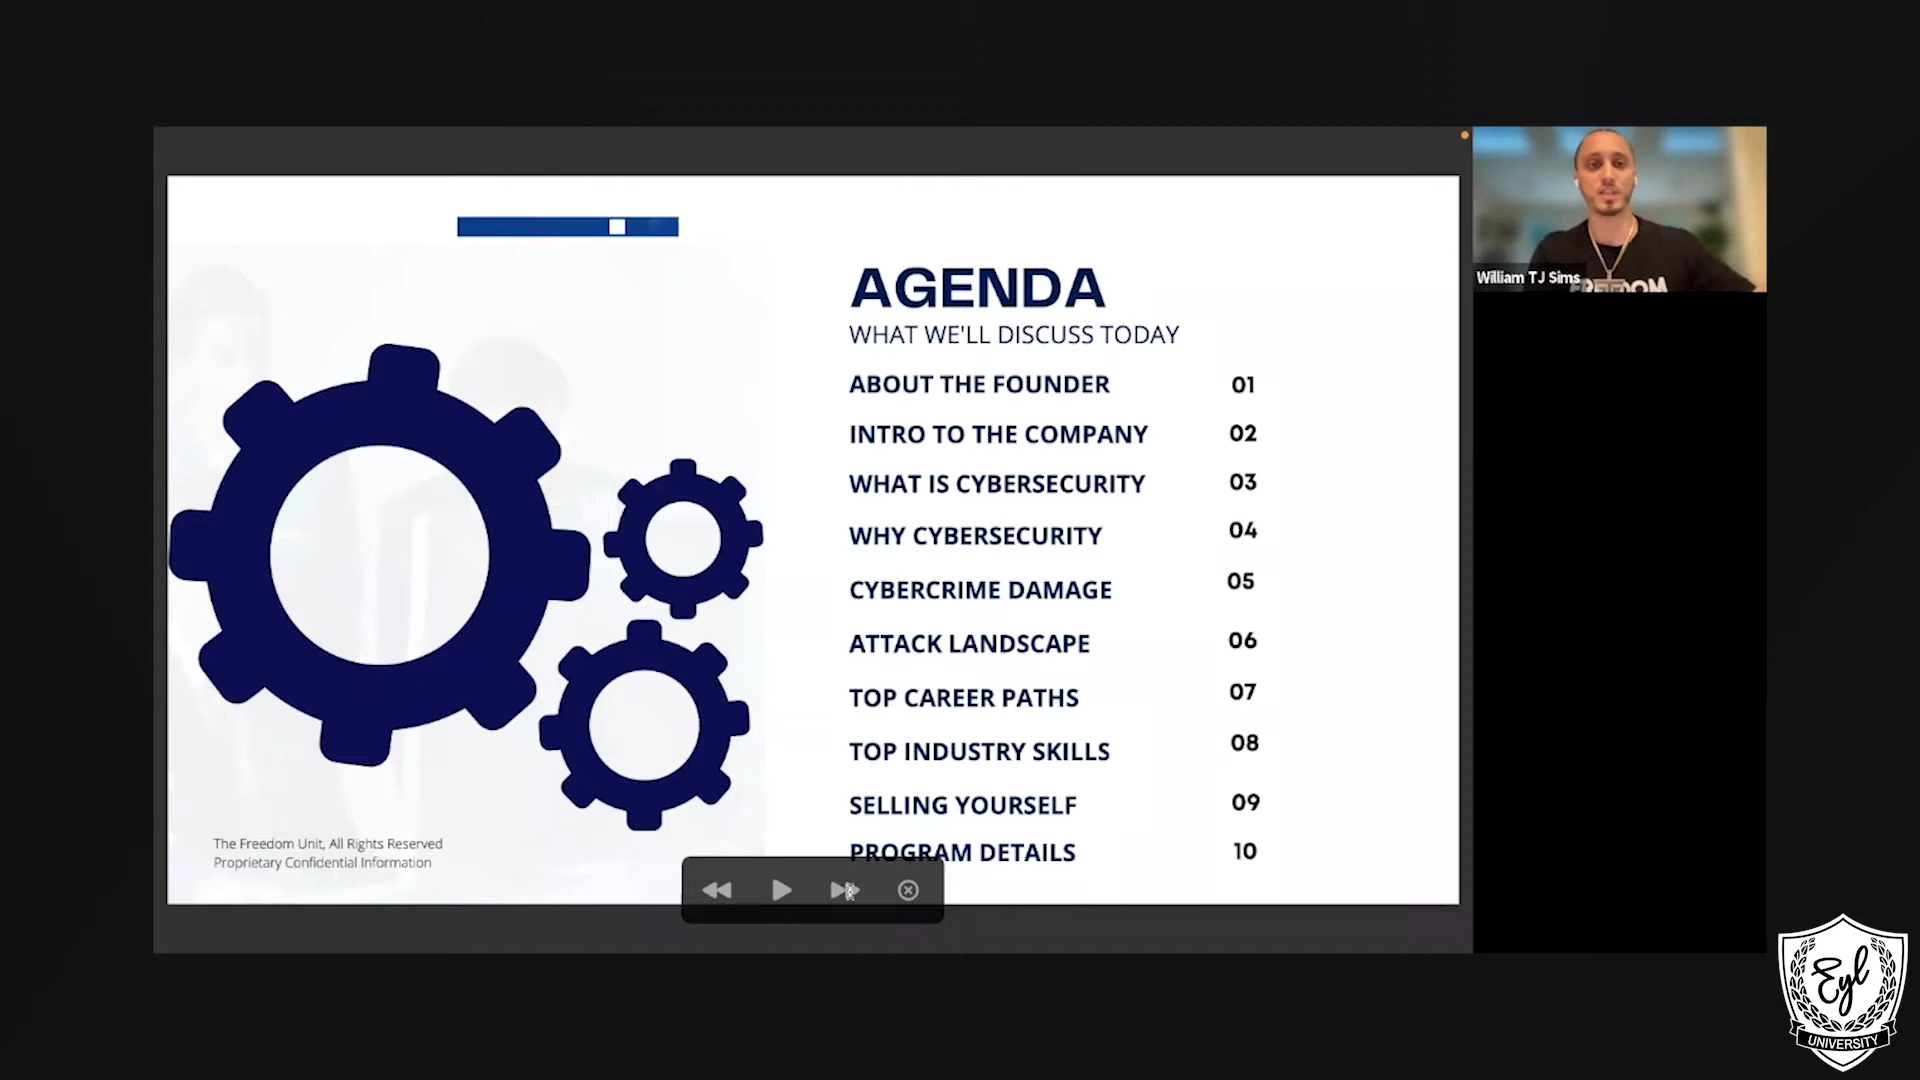 AGENDA
WHAT WE'LL DISCUSS TODAY
ABOUT THE FOUNDER 01
INTRO TO THE COMPANY 02
WHAT IS CYBERSECURITY 03
WHY CYBERSECURITY 04
CYBERCRIME DAMAGE 05
ATTACK LANDSCAPE 06
TOP CAREER PATHS 07
TOP INDUSTRY SKILLS 08
SELLING YOURSELF 09
PROGRAM DETAILS 10
The Freedom Unit, All Rights Reserved
Proprietary Confidential Information
William TJ Sims
FREEDOM
Eyl
UNIVERSITY